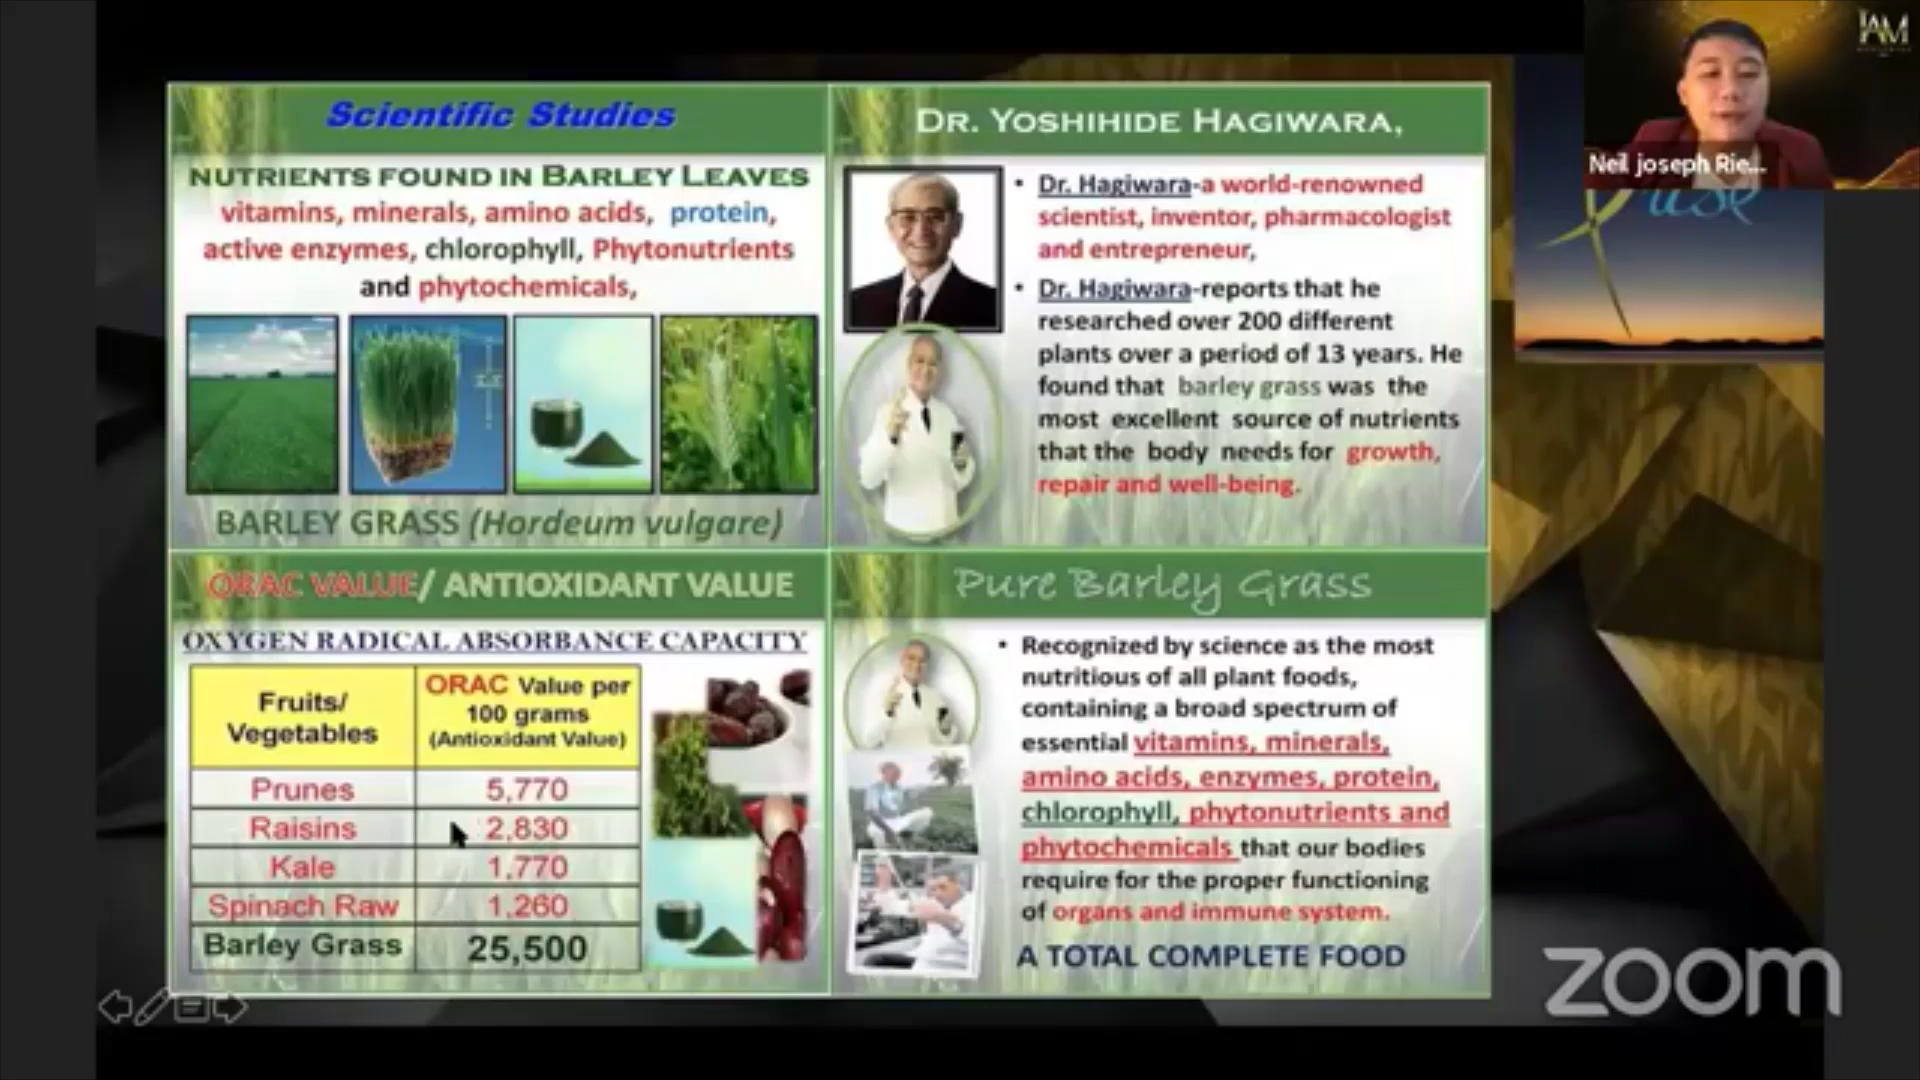 Scientific Studies
NUTRIENTS FOUND IN BARLEY LEAVES
vitamins, minerals, amino acids, protein,
active enzymes, chlorophyll, Phytonutrients
and phytochemicals,
BARLEY GRASS (Hordeum vulgare)
DR. YOSHIHIDE HAGIWARA,
• Dr. Hagiwara-a world-renowned
scientist, inventor, pharmacologist
and entrepreneur,
• Dr. Hagiwara-reports that he
researched over 200 different
plants over a period of 13 years. He
found that barley grass was the
most excellent source of nutrients
that the body needs for growth,
repair and well-being.
ORAC VALUE/ ANTIOXIDANT VALUE
OXYGEN RADICAL ABSORBANCE CAPACITY
Fruits/
Vegetables
ORAC Value per
100 grams
(Antioxidant Value)
Prunes 5,770
Raisins 2,830
Kale 1,770
Spinach Raw 1,260
Barley Grass 25,500
Pure Barley Grass
• Recognized by science as the most
nutritious of all plant foods,
containing a broad spectrum of
essential vitamins, minerals,
amino acids, enzymes, protein,
chlorophyll, phytonutrients and
phytochemicals that our bodies
require for the proper functioning
of organs and immune system.
A TOTAL COMPLETE FOOD
IAM
Neil joseph Rie...
zoom